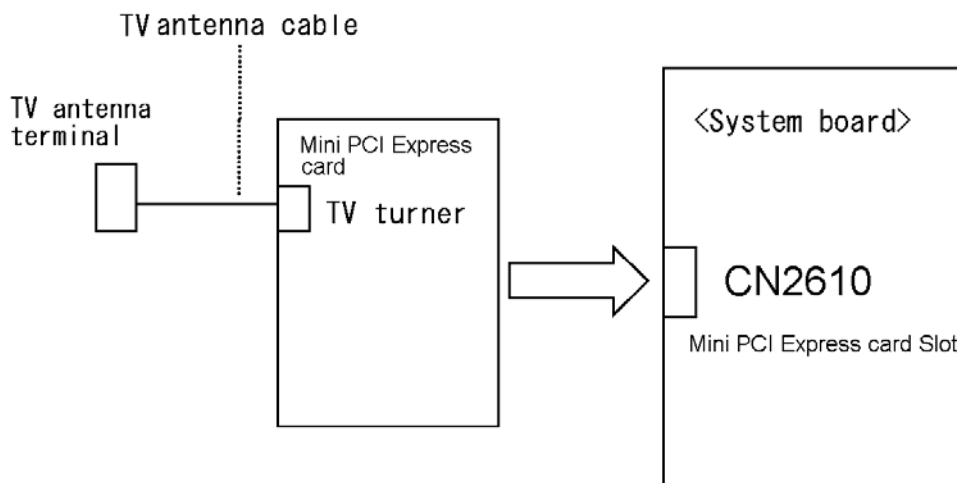 TV antenna cable
TV antenna
terminal
Mini PCI Express
card
TV turner
<System board>
CN2610
Mini PCI Express card Slot